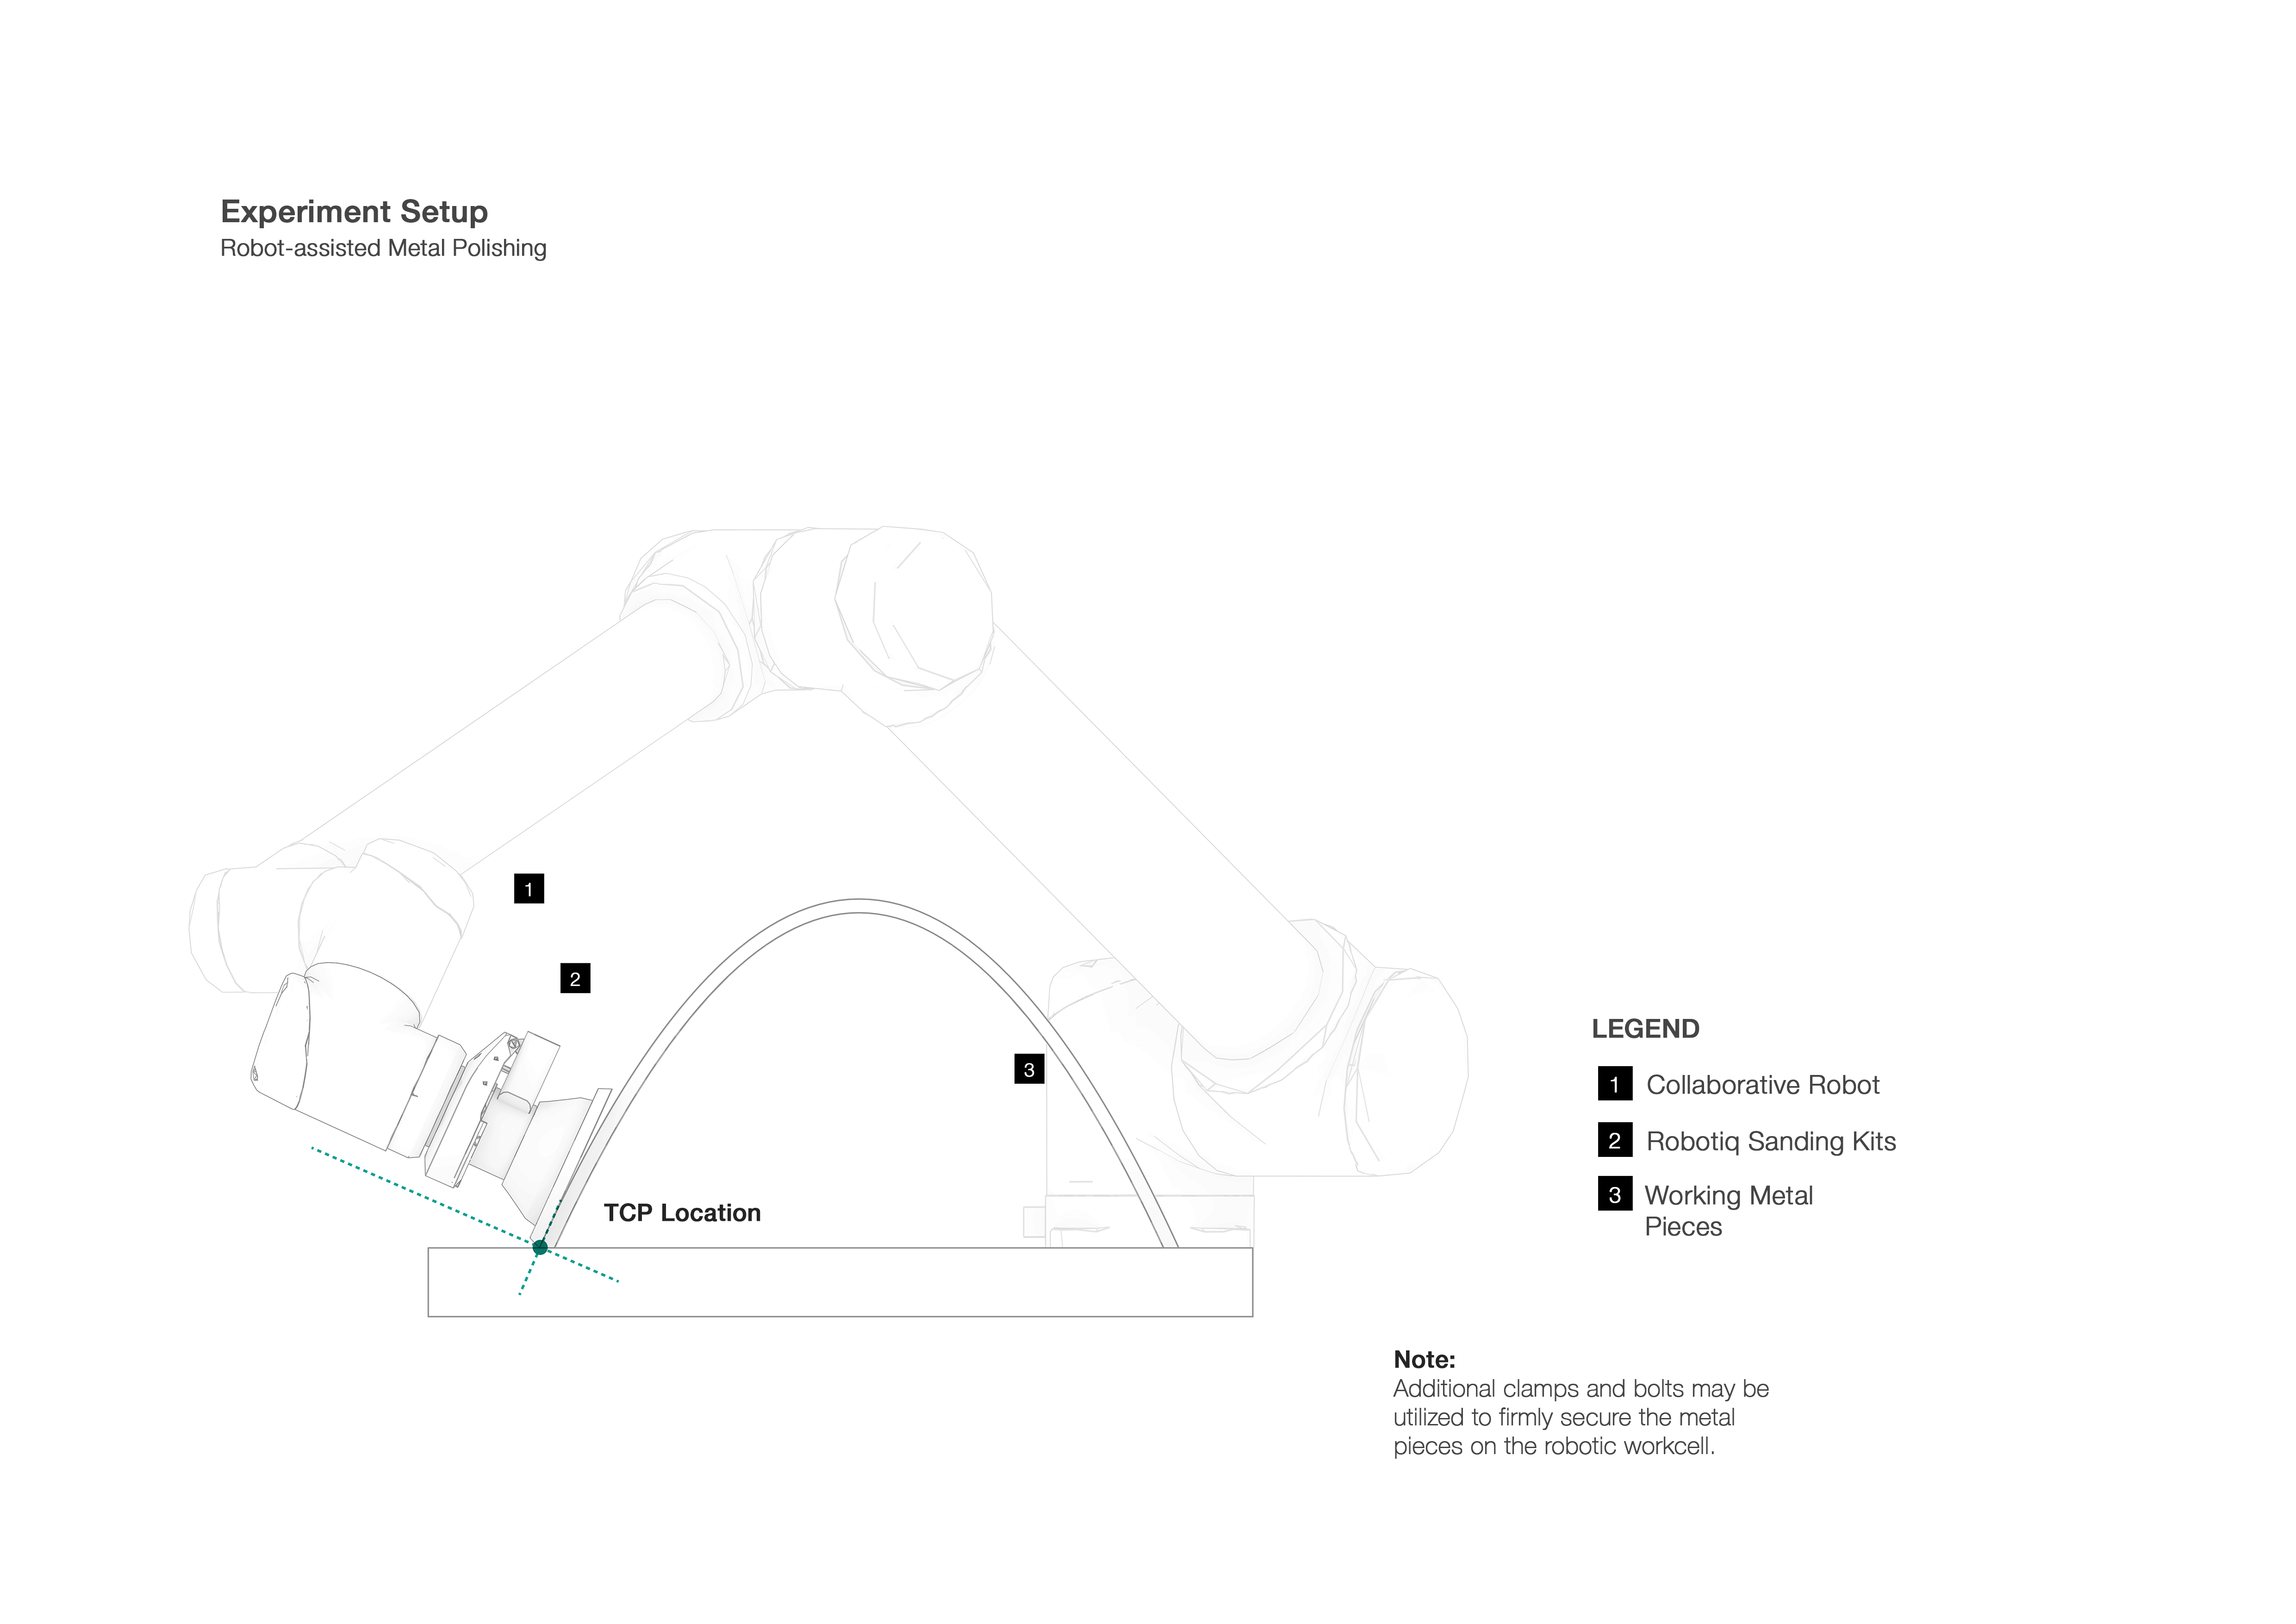 Experiment Setup
Robot-assisted Metal Polishing
1
2
3
TCP Location
LEGEND
1 Collaborative Robot
2 Robotiq Sanding Kits
3 Working Metal
Pieces
Note:
Additional clamps and bolts may be
utilized to firmly secure the metal
pieces on the robotic workcell.